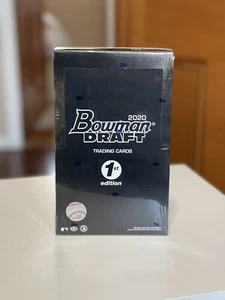 2020
Bowman®
DRAFT
TRADING CARDS
1st
edition